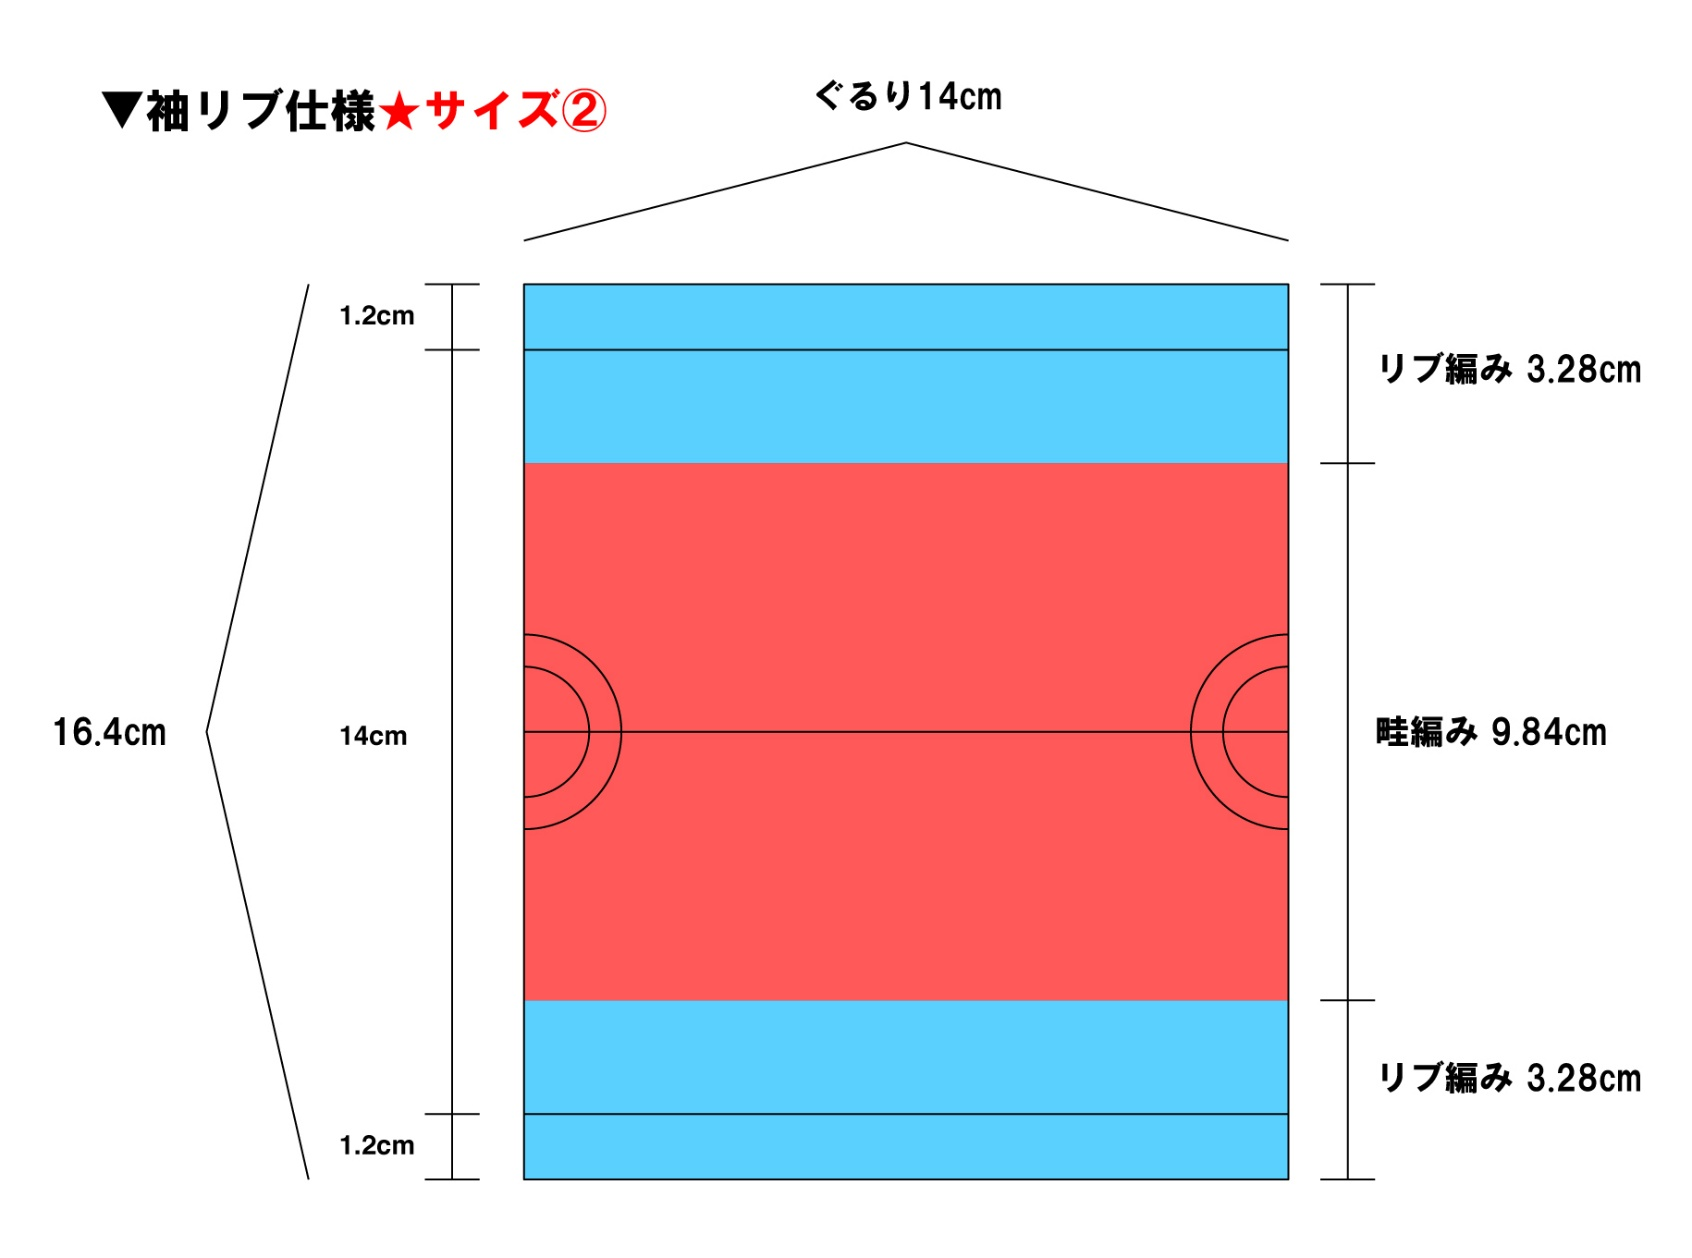 ▼袖リブ仕様★サイズ②
ぐるり14cm
1.2cm
リブ編み 3.28cm
16.4cm
14cm
畦編み 9.84cm
リブ編み 3.28cm
1.2cm